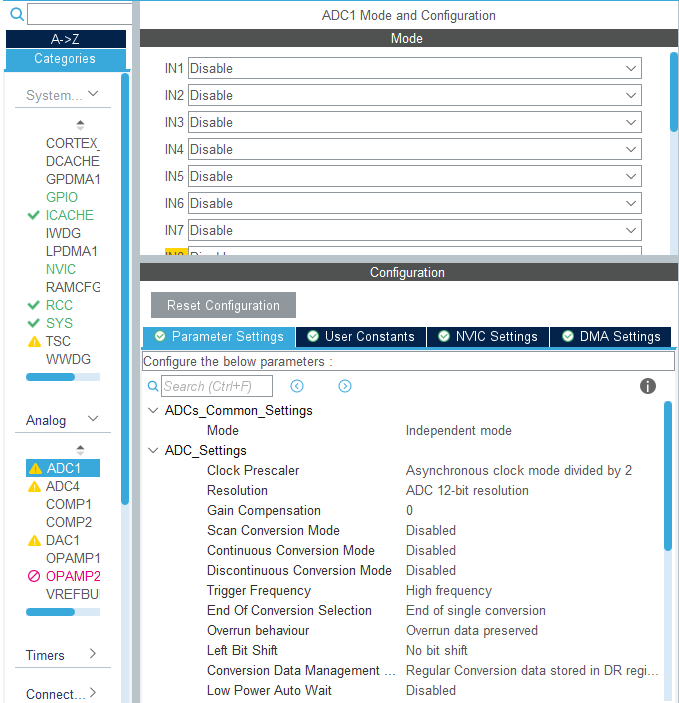 ADC1 Mode and Configuration
A->Z
Categories
System...
CORTEX_
DCACHE
GPDMA1
GPIO
ICACHE
IWDG
LPDMA1
NVIC
RAMCFG
RCC
SYS
TSC
WWDG
Analog
ADC1
ADC4
COMP1
COMP2
DAC1
OPAMP1
OPAMP2
VREFBU
Timers
Connect...
Mode
IN1 Disable
IN2 Disable
IN3 Disable
IN4 Disable
IN5 Disable
IN6 Disable
IN7 Disable
Configuration
Reset Configuration
Parameter Settings User Constants NVIC Settings DMA Settings
Configure the below parameters :
Search (Ctrl+F)
ADCs_Common_Settings
Mode Independent mode
ADC_Settings
Clock Prescaler Asynchronous clock mode divided by 2
Resolution ADC 12-bit resolution
Gain Compensation 0
Scan Conversion Mode Disabled
Continuous Conversion Mode Disabled
Discontinuous Conversion Mode Disabled
Trigger Frequency High frequency
End Of Conversion Selection End of single conversion
Overrun behaviour Overrun data preserved
Left Bit Shift No bit shift
Conversion Data Management ... Regular Conversion data stored in DR regi...
Low Power Auto Wait Disabled